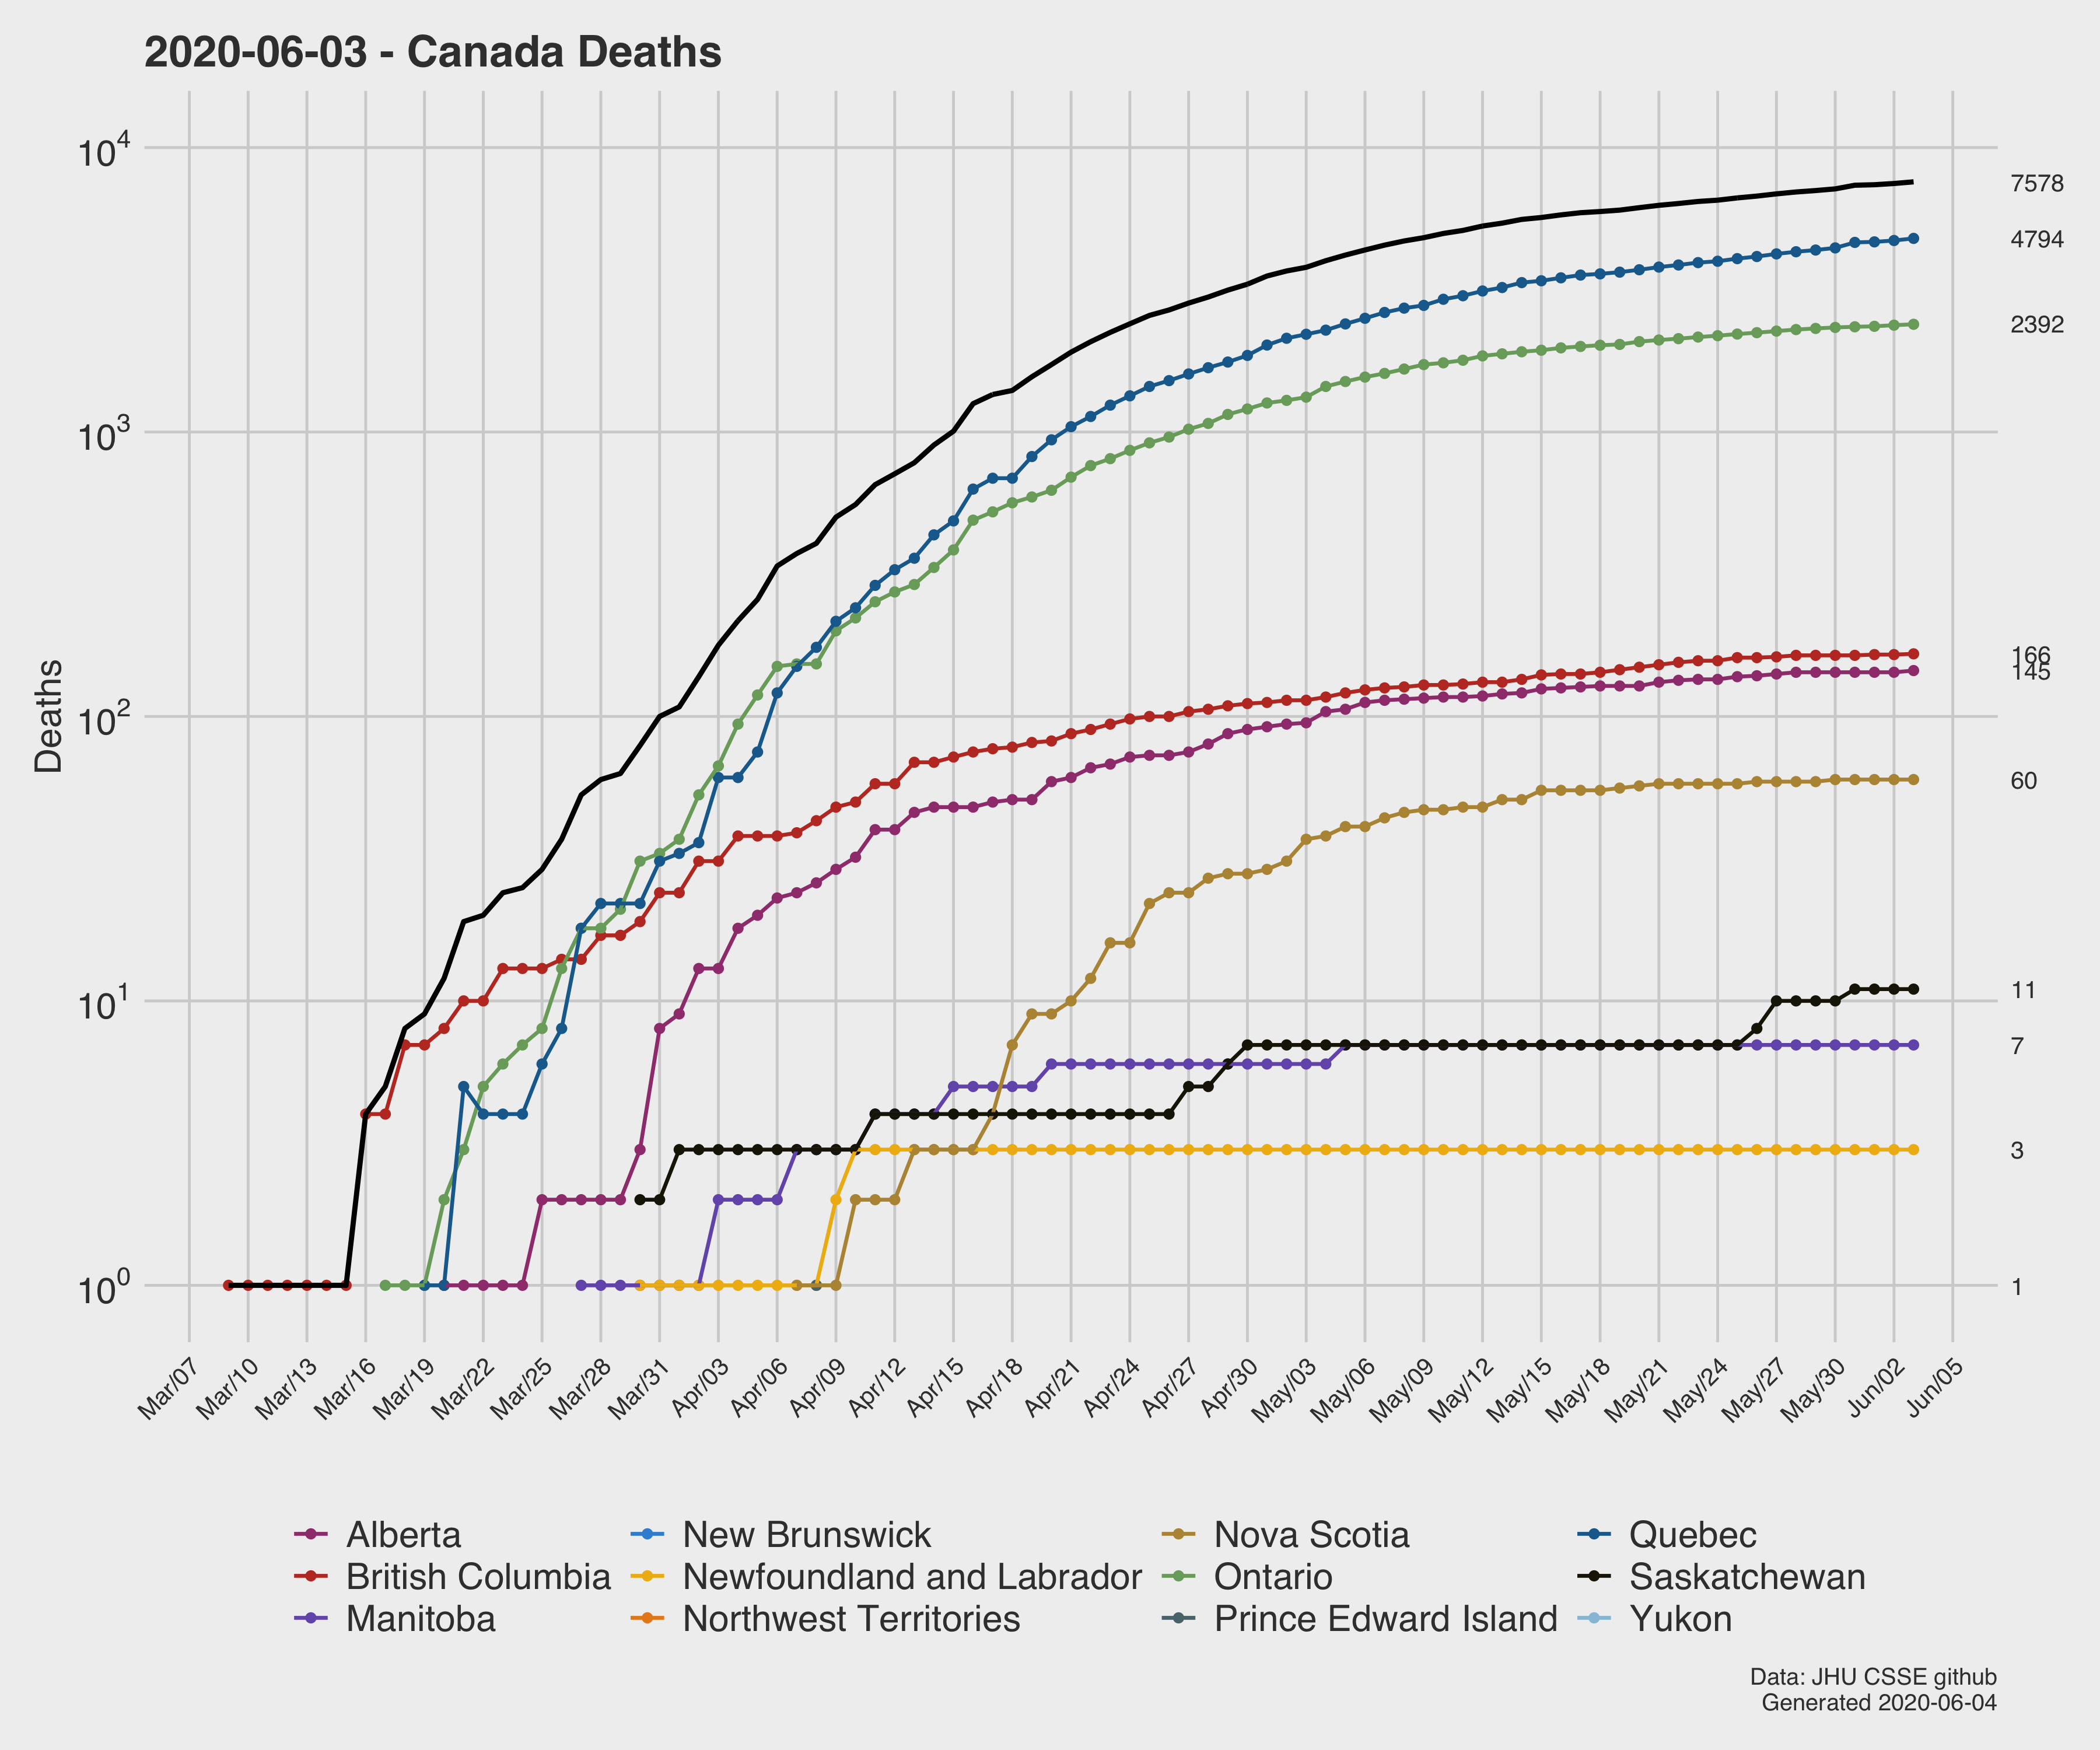 2020-06-03 - Canada Deaths
Deaths
10^4
10^3
10^2
10^1
10^0
7578
4794
2392
166
145
60
11
7
3
1
Mar/07 Mar/10 Mar/13 Mar/16 Mar/19 Mar/22 Mar/25 Mar/28 Mar/31 Apr/03 Apr/06 Apr/09 Apr/12 Apr/15 Apr/18 Apr/21 Apr/24 Apr/27 Apr/30 May/03 May/06 May/09 May/12 May/15 May/18 May/21 May/24 May/27 May/30 Jun/02 Jun/05
Alberta New Brunswick Nova Scotia Quebec
British Columbia Newfoundland and Labrador Ontario Saskatchewan
Manitoba Northwest Territories Prince Edward Island Yukon
Data: JHU CSSE github
Generated 2020-06-04